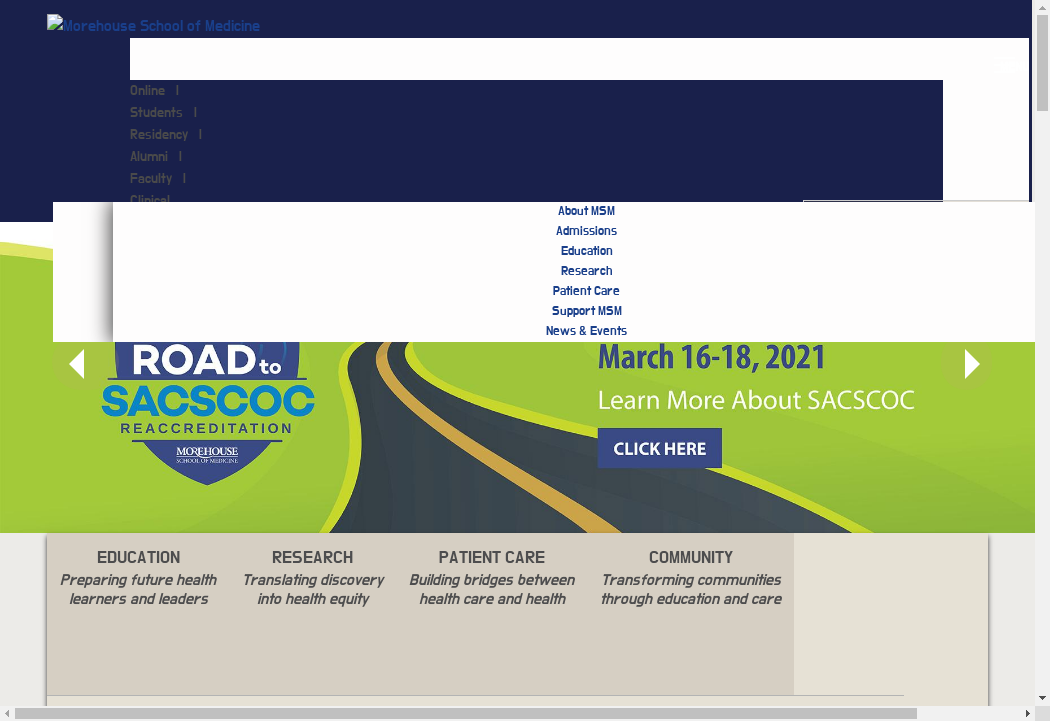 Morehouse School of Medicine
Online |
Students |
Residency |
Alumni |
Faculty |
Clinical
About MSM
Admissions
Education
Research
Patient Care
Support MSM
News & Events
ROAD to
SACSCOC
REACCREDITATION
MOREHOUSE
SCHOOL OF MEDICINE
March 16-18, 2021
Learn More About SACSCOC
CLICK HERE
EDUCATION
Preparing future health
learners and leaders
RESEARCH
Translating discovery
into health equity
PATIENT CARE
Building bridges between
health care and health
COMMUNITY
Transforming communities
through education and care